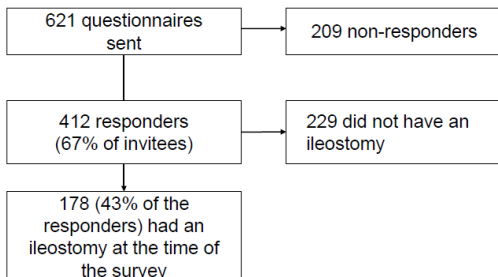 621 questionnaires
sent
209 non-responders
412 responders
(67% of invitees)
229 did not have an
ileostomy
178 (43% of the
responders) had an
ileostomy at the time of
the survey